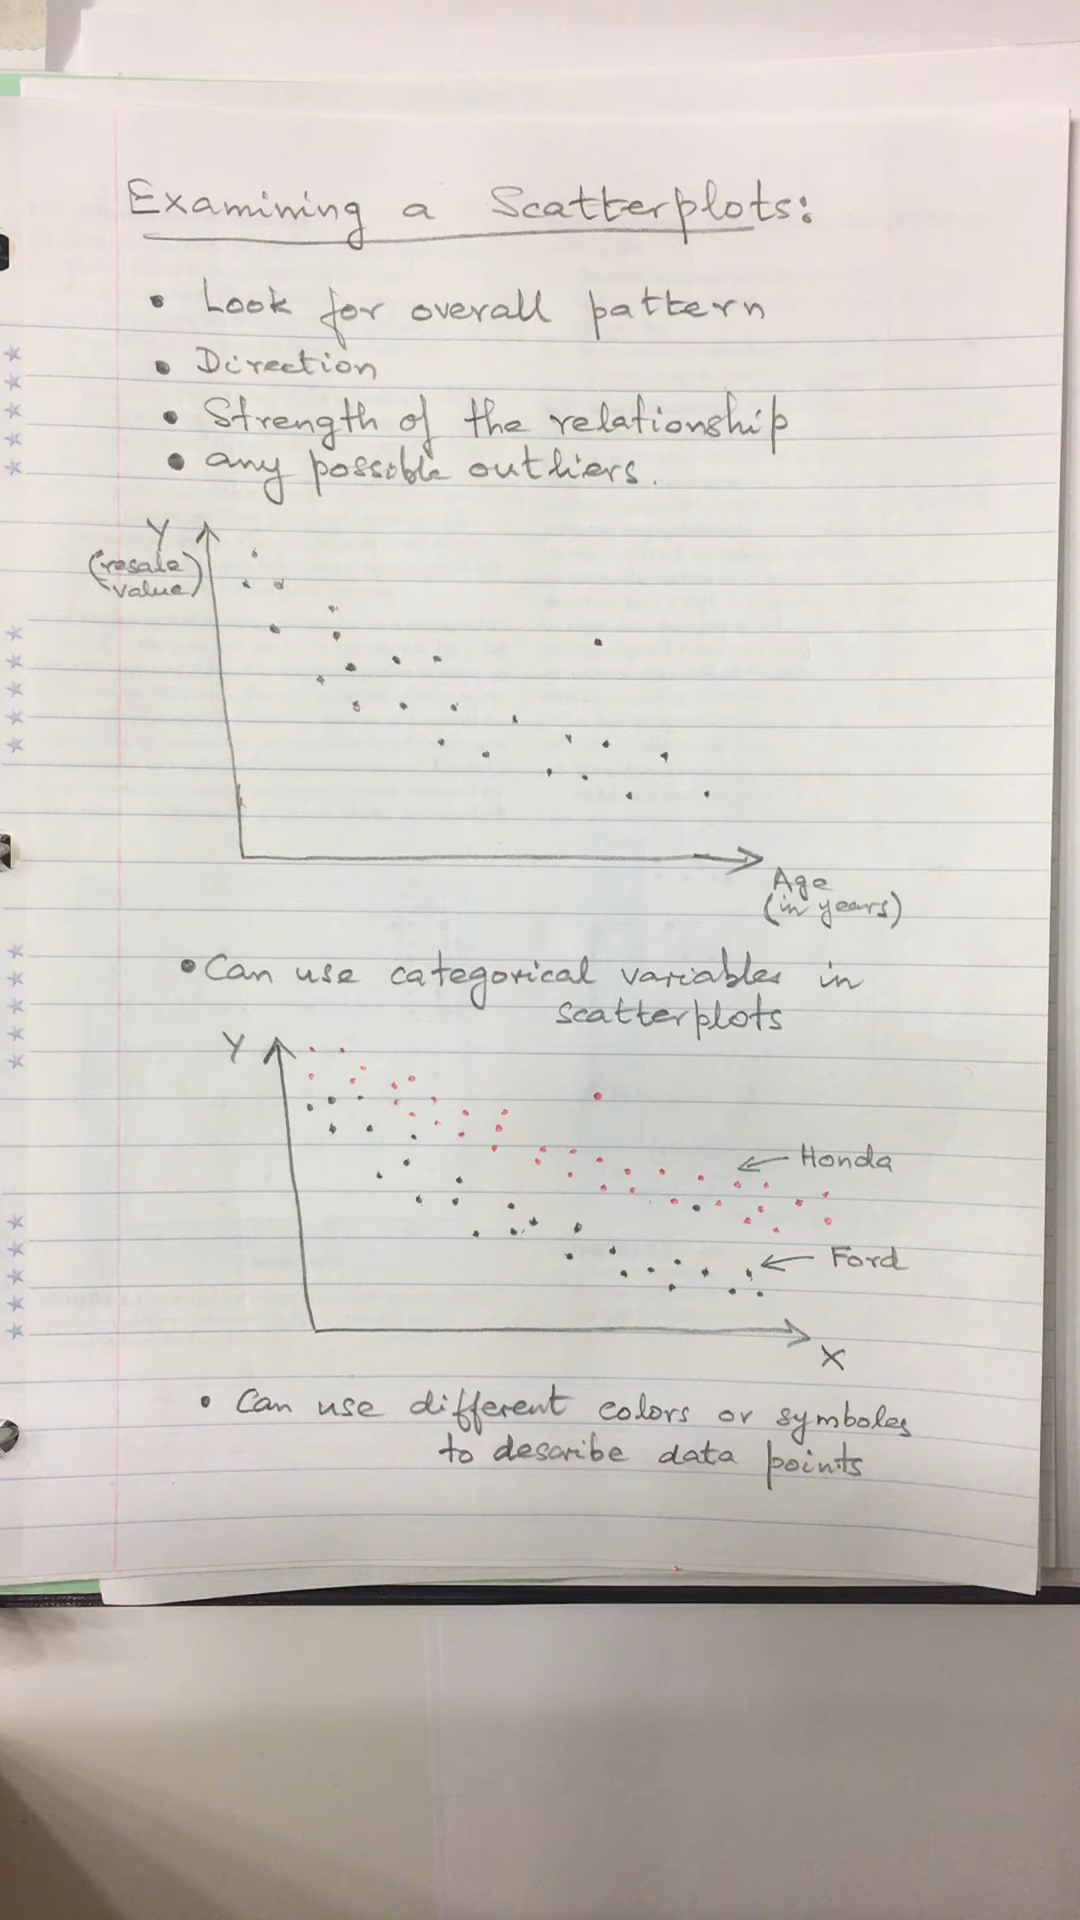 Examining a Scatterplots:
• Look for overall pattern
• Direction
• Strength of the relationship
• any possible outliers.
Y
(resale
value)
Age
(in years)
• Can use categorical variables in
scatterplots
Y
Honda
Ford
X
• Can use different colors or symboles
to describe data points